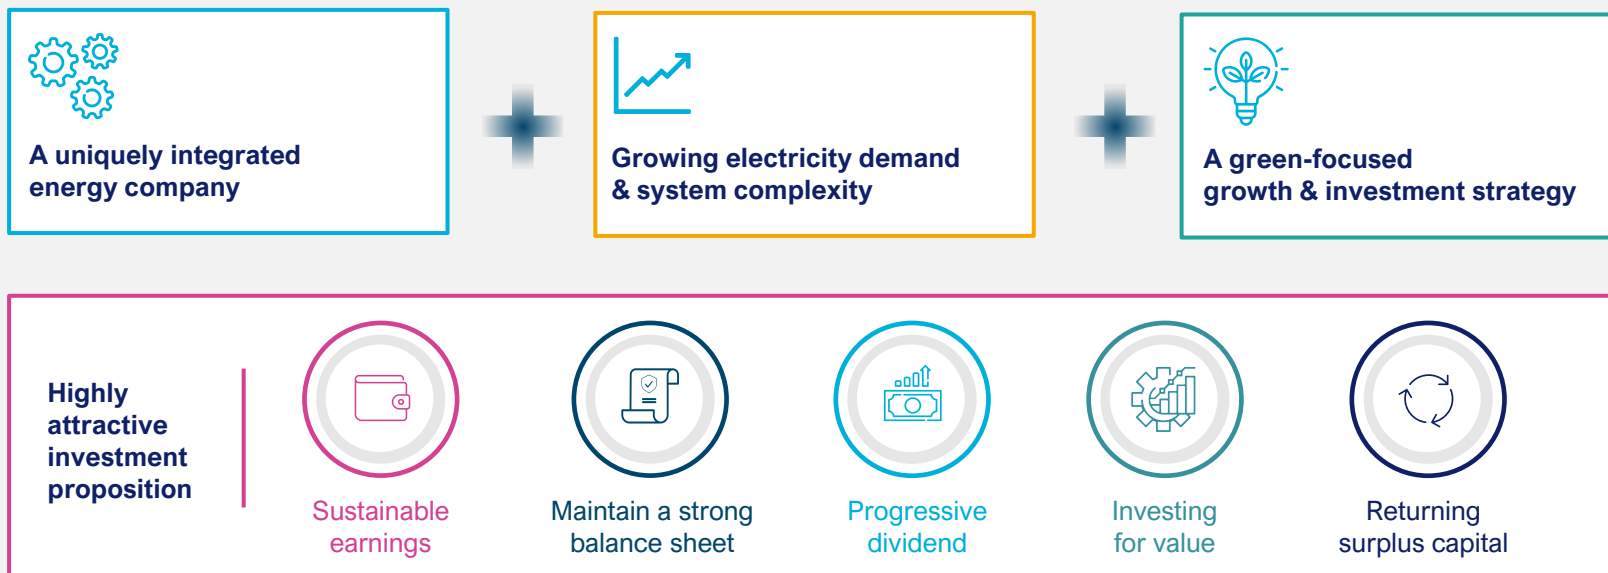 A uniquely integrated
energy company
Growing electricity demand
& system complexity
A green-focused
growth & investment strategy
Highly
attractive
investment
proposition
Sustainable
earnings
Maintain a strong
balance sheet
Progressive
dividend
Investing
for value
Returning
surplus capital